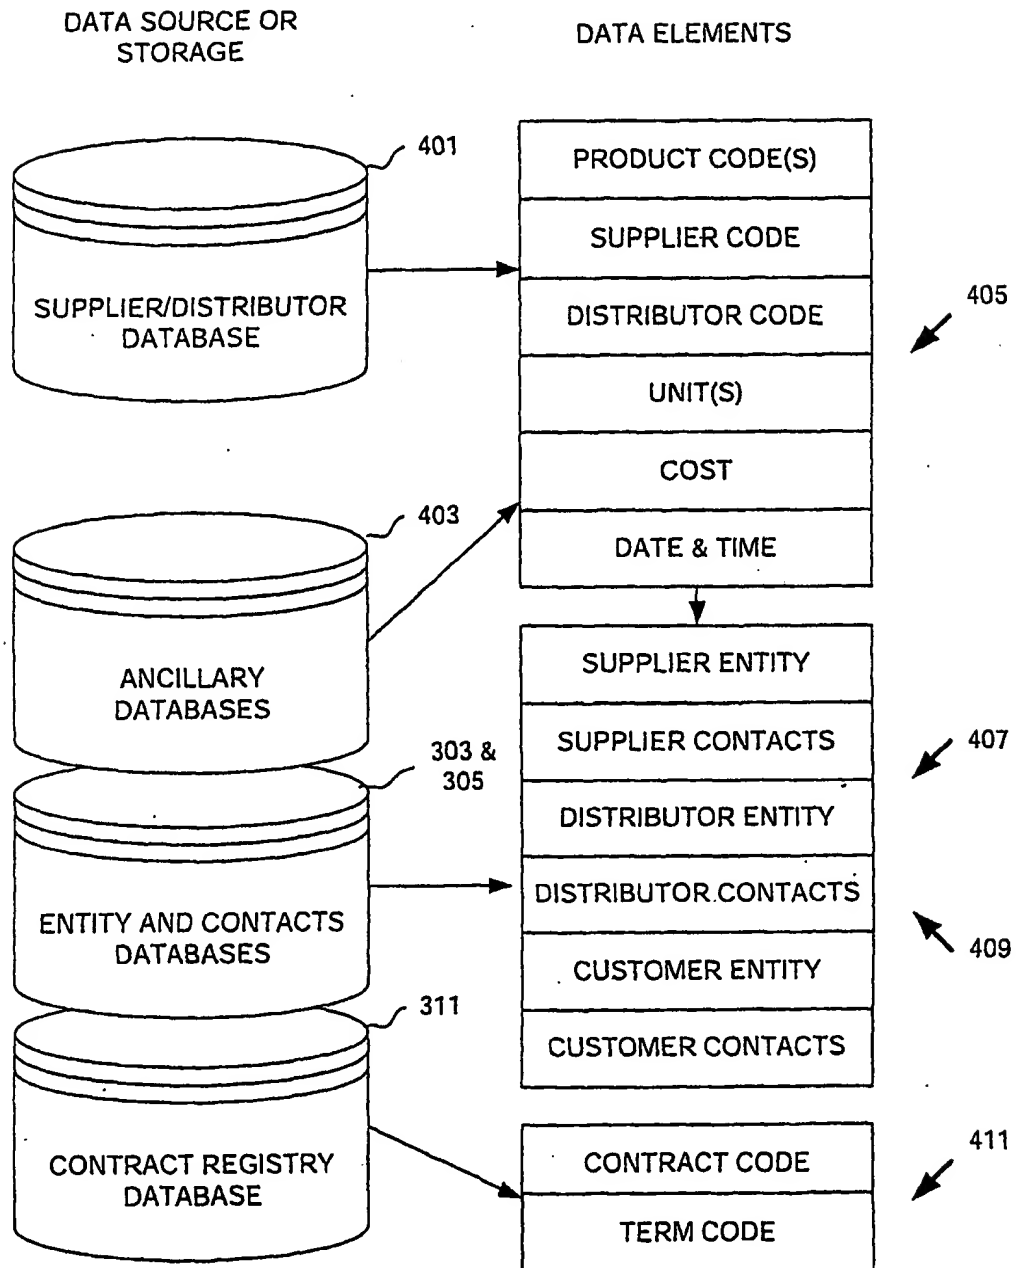 DATA SOURCE OR
STORAGE
DATA ELEMENTS
401
SUPPLIER/DISTRIBUTOR
DATABASE
403
ANCILLARY
DATABASES
303 &
305
ENTITY AND CONTACTS
DATABASES
311
CONTRACT REGISTRY
DATABASE
PRODUCT CODE(S)
SUPPLIER CODE
DISTRIBUTOR CODE
UNIT(S)
COST
DATE & TIME
405
SUPPLIER ENTITY
SUPPLIER CONTACTS
DISTRIBUTOR ENTITY
DISTRIBUTOR CONTACTS
CUSTOMER ENTITY
CUSTOMER CONTACTS
407
409
CONTRACT CODE
TERM CODE
411